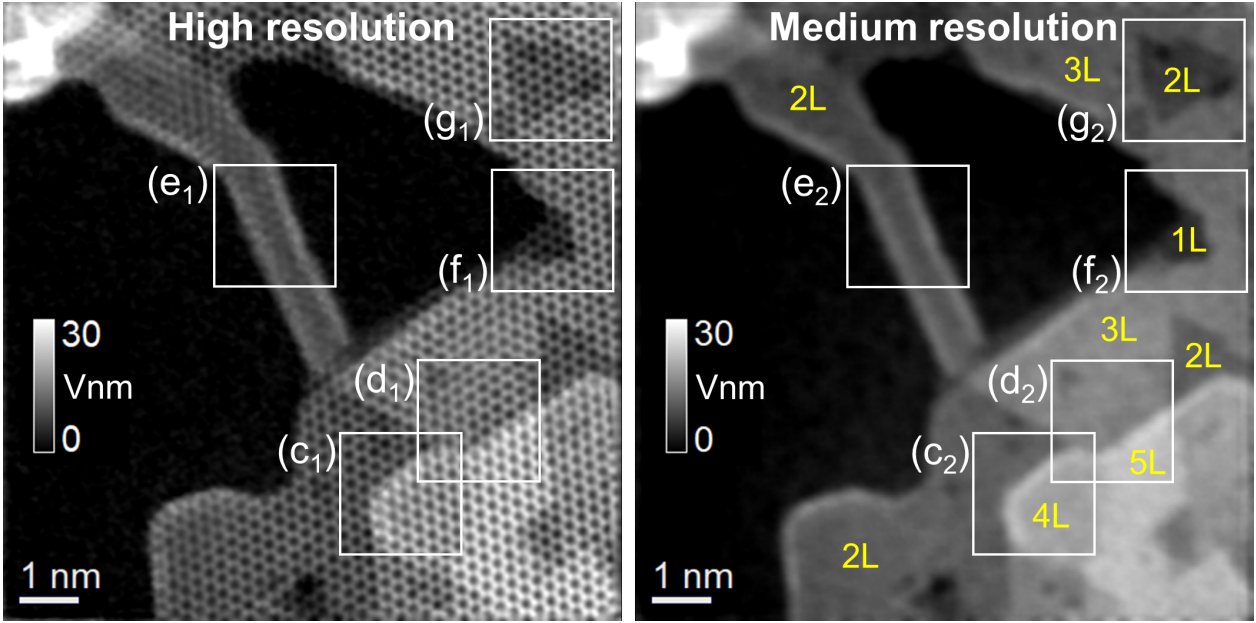 High resolution
(g₁)
(e₁)
(f₁)
30
Vnm
0
(d₁)
(c₁)
1 nm
Medium resolution
3L
2L
2L
(g₂)
(e₂)
1L
(f₂)
30
Vnm
0
3L
2L
(d₂)
(c₂)
5L
4L
2L
1 nm